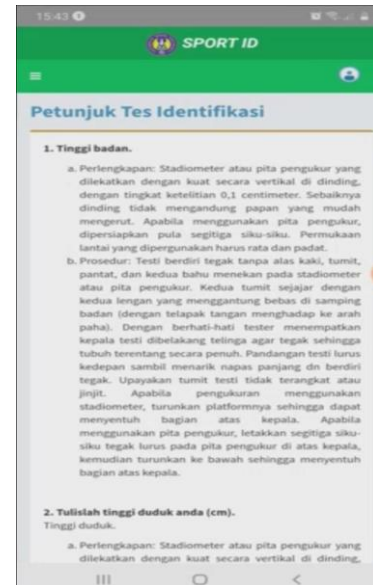 15:43
SPORT ID
Petunjuk Tes Identifikasi
1. Tinggi badan.
a. Perlengkapan: Stadiometer atau pita pengukur yang
dilekatkan dengan kuat secara vertikal di dinding,
dengan tingkat ketelitian 0,1 centimeter. Sebaiknya
dinding tidak mengandung papan yang mudah
mengerut. Apabila menggunakan pita pengukur,
dipersiapkan pula segitiga siku-siku. Permukaan
lantai yang dipergunakan harus rata dan padat.
b. Prosedur: Testi berdiri tegak tanpa alas kaki, tumit,
pantat, dan kedua bahu menekan pada stadiometer
atau pita pengukur. Kedua tumit sejajar dengan
kedua lengan yang menggantung bebas di samping
badan (dengan telapak tangan menghadap ke arah
paha). Dengan berhati-hati tester menempatkan
kepala testi dibelakang telinga agar tegak sehingga
tubuh terentang secara penuh. Pandangan testi lurus
kedepan sambil menarik napas panjang dn berdiri
tegak. Upayakan tumit testi tidak terangkat atau
jinjit. Apabila pengukuran menggunakan
stadiometer, turunkan platformnya sehingga dapat
menyentuh bagian atas kepala. Apabila
menggunakan pita pengukur, letakkan segitiga siku-
siku tegak lurus pada pita pengukur di atas kepala,
kemudian turunkan ke bawah sehingga menyentuh
bagian atas kepala.
2. Tulislah tinggi duduk anda (cm).
Tinggi duduk.
a. Perlengkapan: Stadiometer atau pita pengukur yang
dilekatkan dengan kuat secara vertikal di dinding,